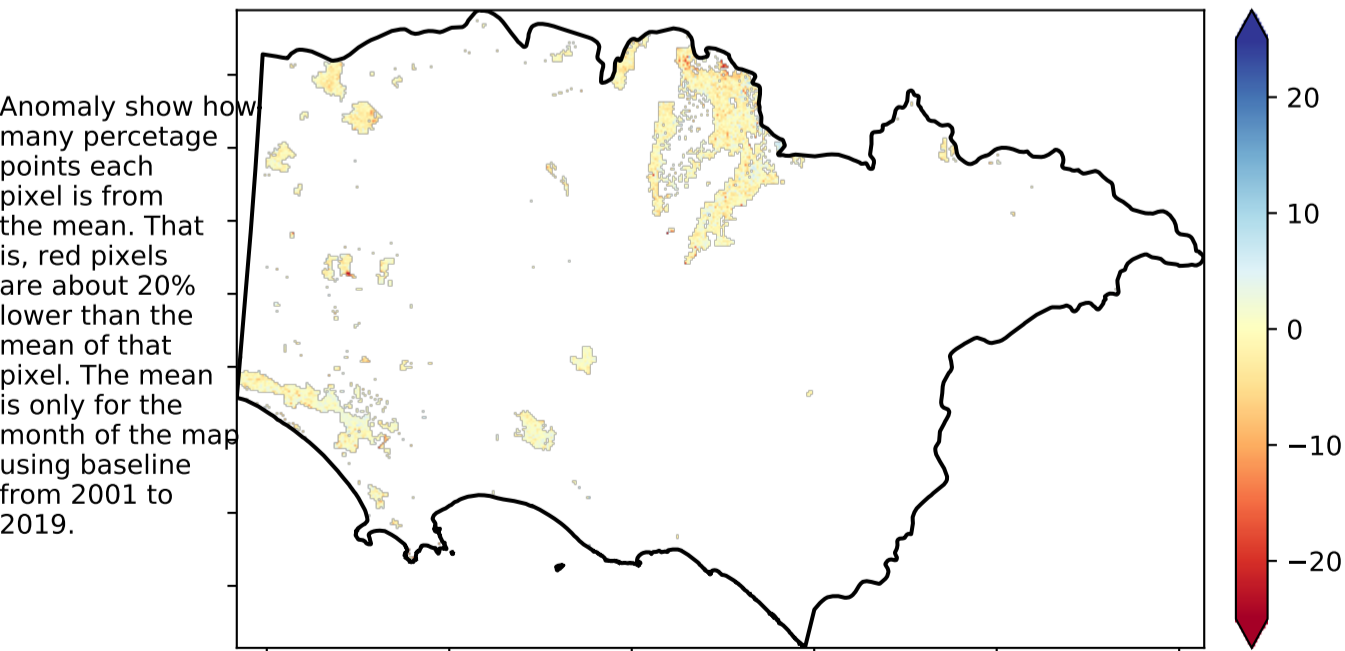 Anomaly show how
many percetage
points each
pixel is from
the mean. That
is, red pixels
are about 20%
lower than the
mean of that
pixel. The mean
is only for the
month of the map
using baseline
from 2001 to
2019.
20
10
0
−10
−20